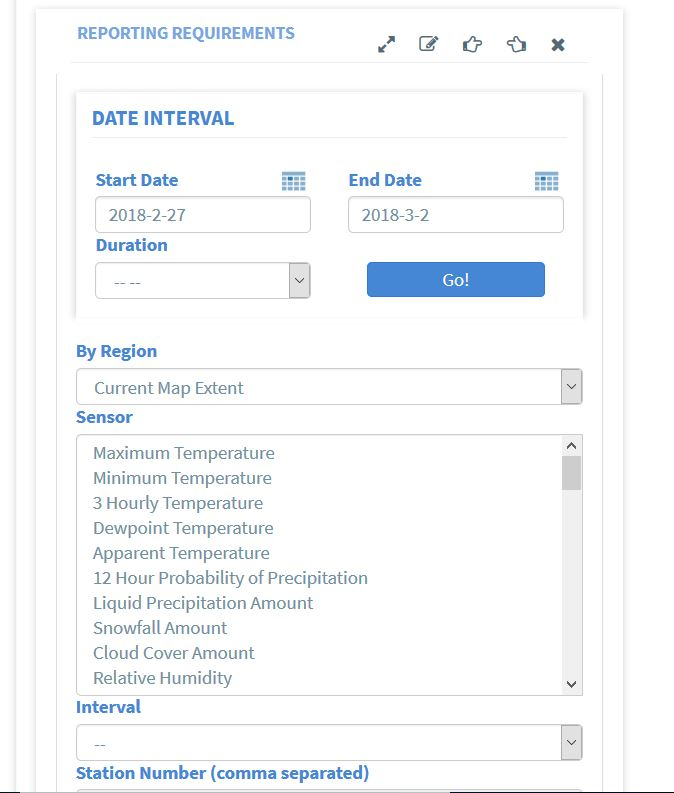 REPORTING REQUIREMENTS
DATE INTERVAL
Start Date
End Date
2018-2-27
2018-3-2
Duration
-- --
Go!
By Region
Current Map Extent
Sensor
Maximum Temperature
Minimum Temperature
3 Hourly Temperature
Dewpoint Temperature
Apparent Temperature
12 Hour Probability of Precipitation
Liquid Precipitation Amount
Snowfall Amount
Cloud Cover Amount
Relative Humidity
Interval
--
Station Number (comma separated)